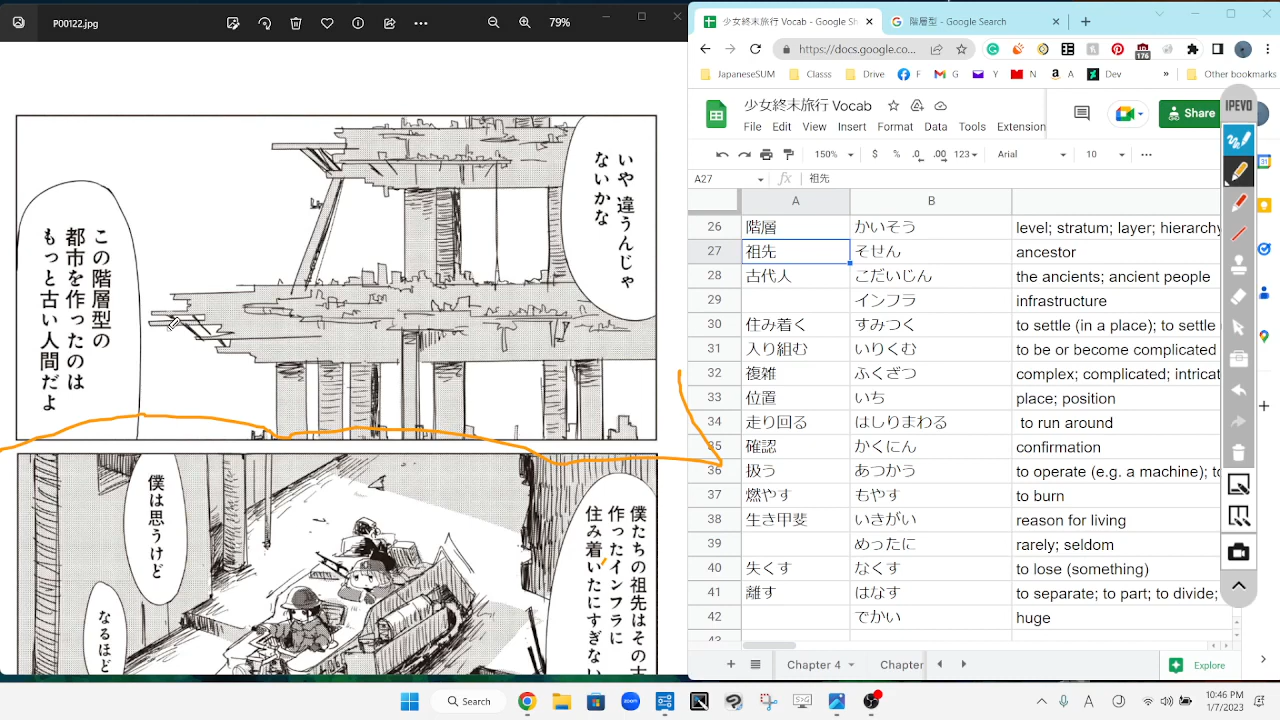 P00122.jpg
79%
いや違うんじゃ
ないかな
この階層型の
都市を作ったのは
もっと古い人間だよ
僕たちの祖先はその古
作ったインフラに
住み着いたにすぎない
僕は思うけど
なるほど
少女終末旅行 Vocab - Google Sh
階層型 - Google Search
https://docs.google.co...
176
JapaneseSUM
Classs
Drive
F
G
Y
N
A
Dev
»
Other bookmarks
少女終末旅行 Vocab
Share
IPEVO
File Edit View Insert Format Data Tools Extension
150% $ % .0 .00 123 Arial 10
A27 fx 祖先
A B
26 階層 かいそう level; stratum; layer; hierarchy
27 祖先 そせん ancestor
28 古代人 こだいじん the ancients; ancient people
29 インフラ infrastructure
30 住み着く すみつく to settle (in a place); to settle
31 入り組む いりくむ to be or become complicated
32 複雑 ふくざつ complex; complicated; intricat
33 位置 いち place; position
34 走り回る はしりまわる to run around
35 確認 かくにん confirmation
36 扱う あつかう to operate (e.g. a machine); to
37 燃やす もやす to burn
38 生き甲斐 いきがい reason for living
39 めったに rarely; seldom
40 失くす なくす to lose (something)
41 離す はなす to separate; to part; to divide;
42 でかい huge
43
Chapter 4
Chapter
Explore
Search
zoom
A
10:46 PM
1/7/2023